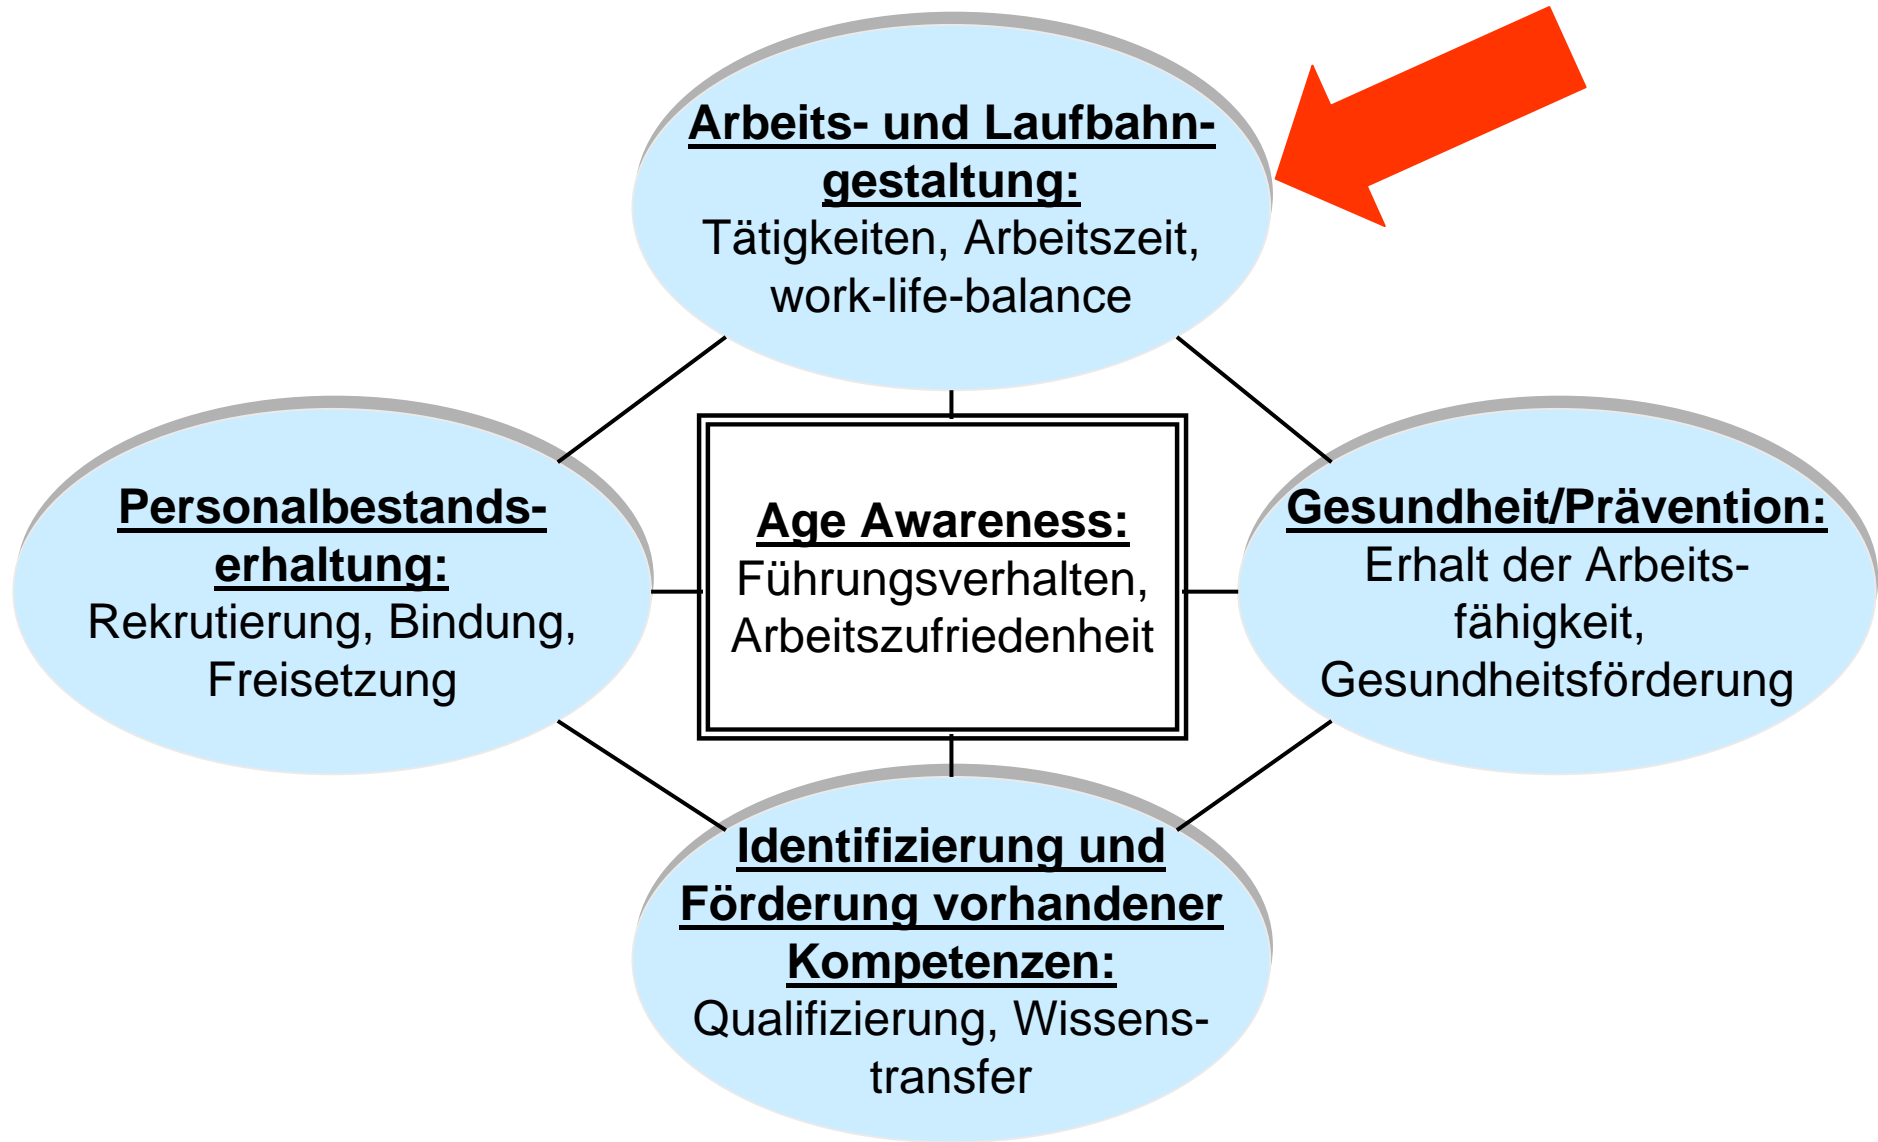 Arbeits- und Laufbahn-
gestaltung:
Tätigkeiten, Arbeitszeit,
work-life-balance
Personalbestands-
erhaltung:
Rekrutierung, Bindung,
Freisetzung
Age Awareness:
Führungsverhalten,
Arbeitszufriedenheit
Gesundheit/Prävention:
Erhalt der Arbeits-
fähigkeit,
Gesundheitsförderung
Identifizierung und
Förderung vorhandener
Kompetenzen:
Qualifizierung, Wissens-
transfer